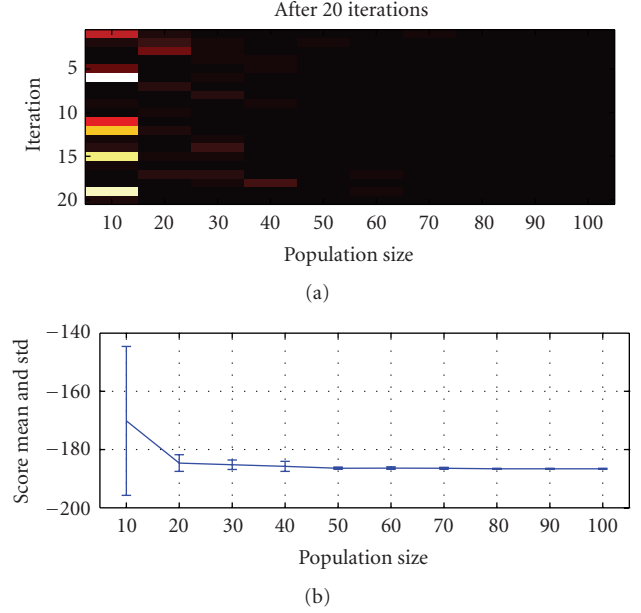 After 20 iterations
Iteration
5
10
15
20
10 20 30 40 50 60 70 80 90 100
Population size
(a)
Score mean and std
−140
−160
−180
−200
10 20 30 40 50 60 70 80 90 100
Population size
(b)